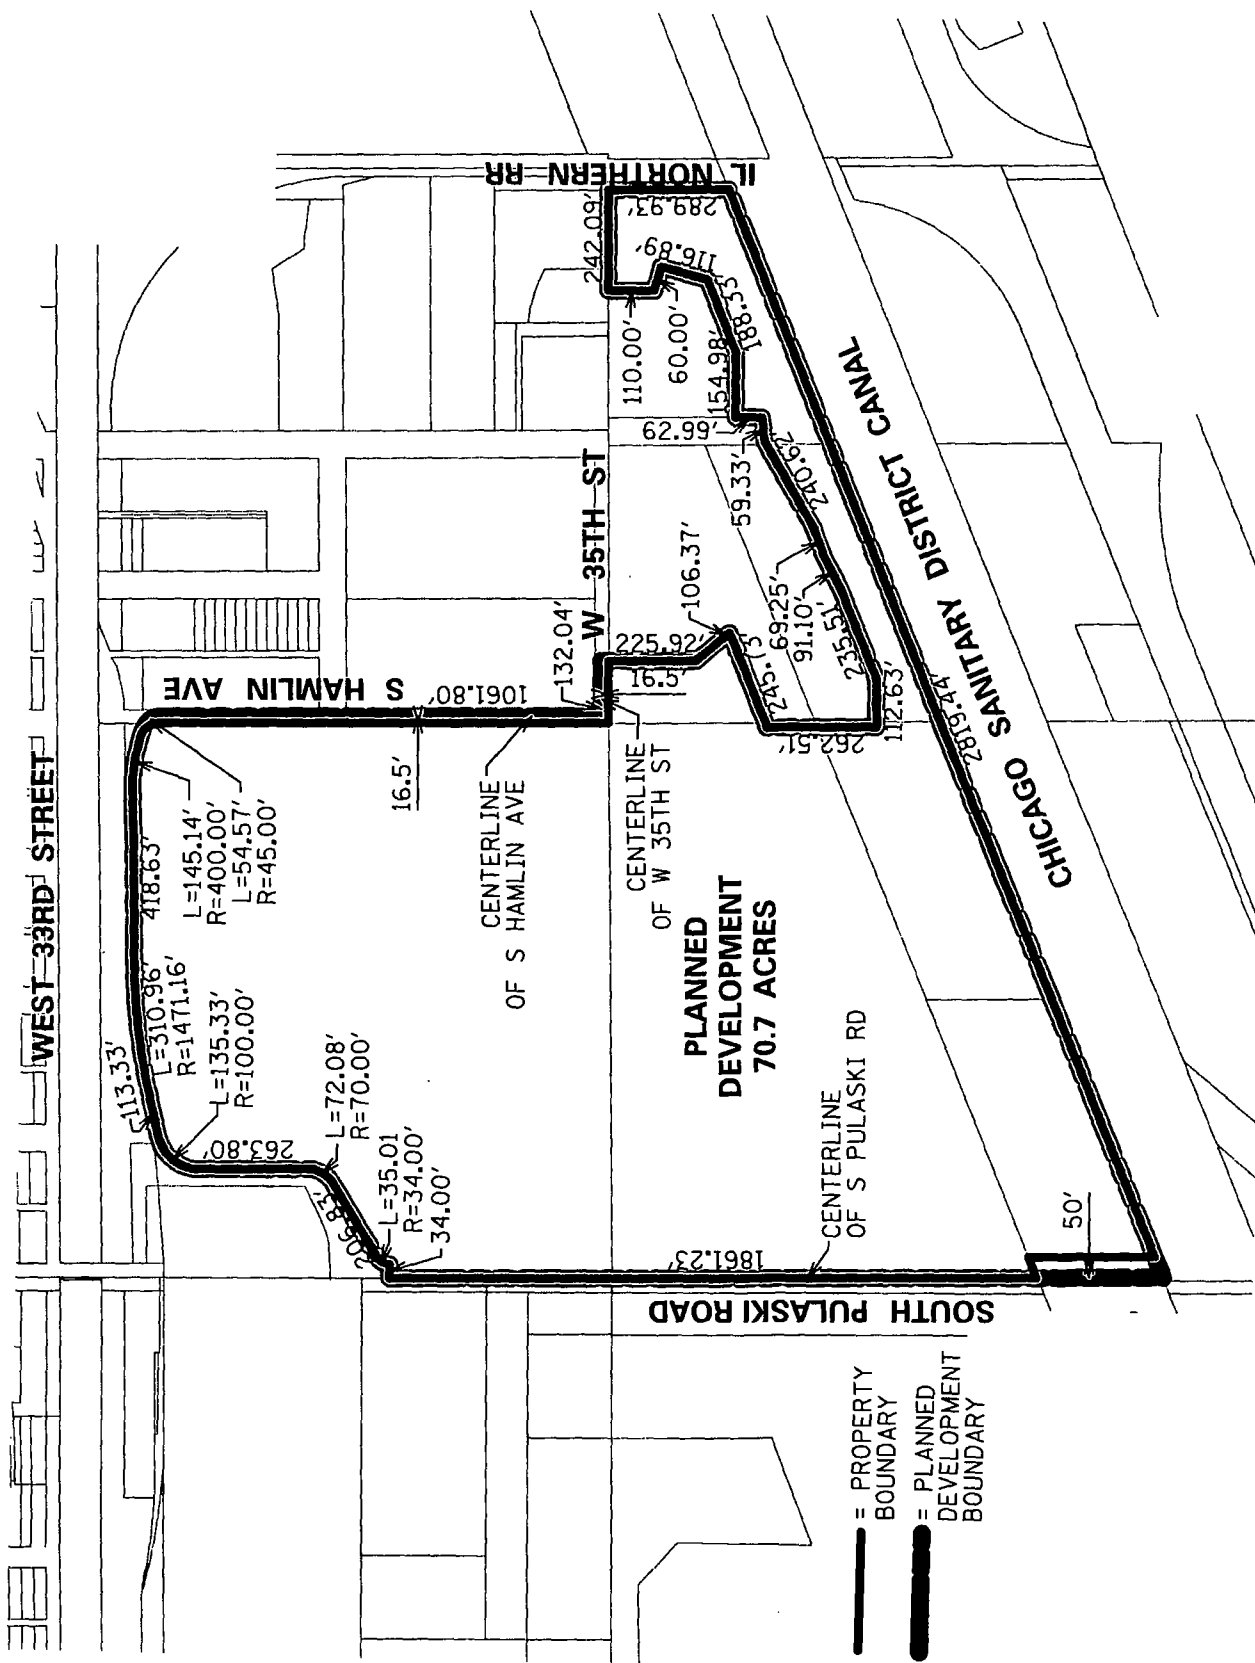 WEST 33RD STREET
113.33'
L=310.96'
R=1471.16'
418.63'
L=145.14'
R=400.00'
L=54.57'
R=45.00'
L=135.33'
R=100.00'
263.80'
L=72.08'
R=70.00'
206.83'
L=35.01
R=34.00'
34.00'
S HAMLIN AVE
1061.80'
16.5'
CENTERLINE
OF S HAMLIN AVE
132.04'
W 35TH ST
CENTERLINE
OF W 35TH ST
225.62'
16.5'
106.37'
245.73'
262.51'
112.63'
235.51'
91.10'
69.25'
240.62'
59.33'
66.29'
154.98'
188.33'
116.89'
60.00'
110.00'
242.09'
289.93'
IL NORTHERN RR
PLANNED
DEVELOPMENT
70.7 ACRES
CHICAGO SANITARY DISTRICT CANAL
2819.44'
CENTERLINE
OF S PULASKI RD
1861.23'
50'
SOUTH PULASKI ROAD
= PROPERTY
BOUNDARY
= PLANNED
DEVELOPMENT
BOUNDARY